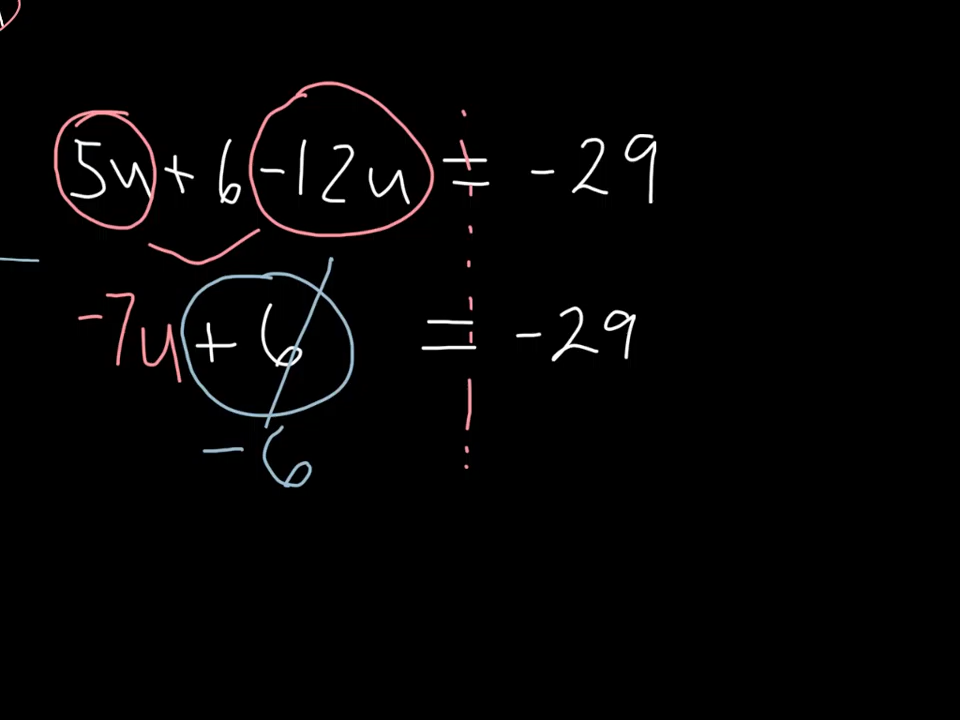 5u + 6 - 12u = -29
-7u + 6 = -29
- 6